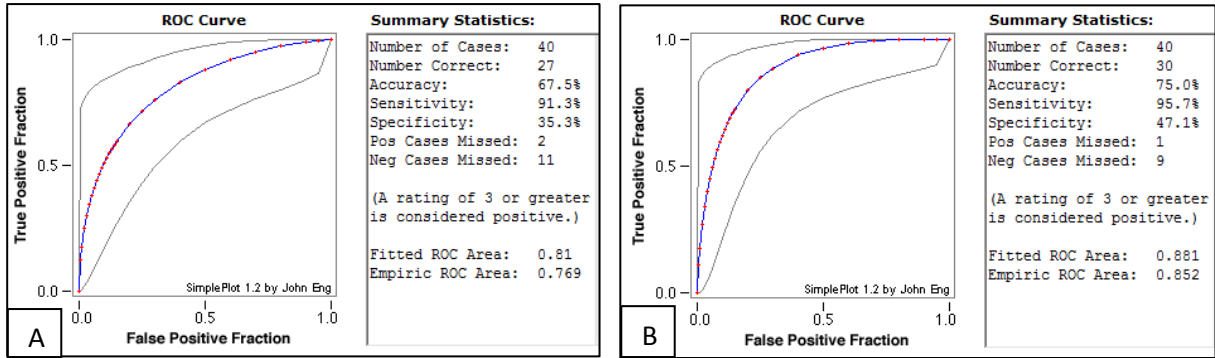 ROC Curve
1.0
0.5
0.0
True Positive Fraction
0.0
0.5
1.0
False Positive Fraction
SimplePlot 1.2 by John Eng
A
Summary Statistics:
Number of Cases: 40
Number Correct: 27
Accuracy: 67.5%
Sensitivity: 91.3%
Specificity: 35.3%
Pos Cases Missed: 2
Neg Cases Missed: 11
(A rating of 3 or greater
is considered positive.)
Fitted ROC Area: 0.81
Empiric ROC Area: 0.769
ROC Curve
1.0
0.5
0.0
True Positive Fraction
0.0
0.5
1.0
False Positive Fraction
SimplePlot 1.2 by John Eng
B
Summary Statistics:
Number of Cases: 40
Number Correct: 30
Accuracy: 75.0%
Sensitivity: 95.7%
Specificity: 47.1%
Pos Cases Missed: 1
Neg Cases Missed: 9
(A rating of 3 or greater
is considered positive.)
Fitted ROC Area: 0.881
Empiric ROC Area: 0.852